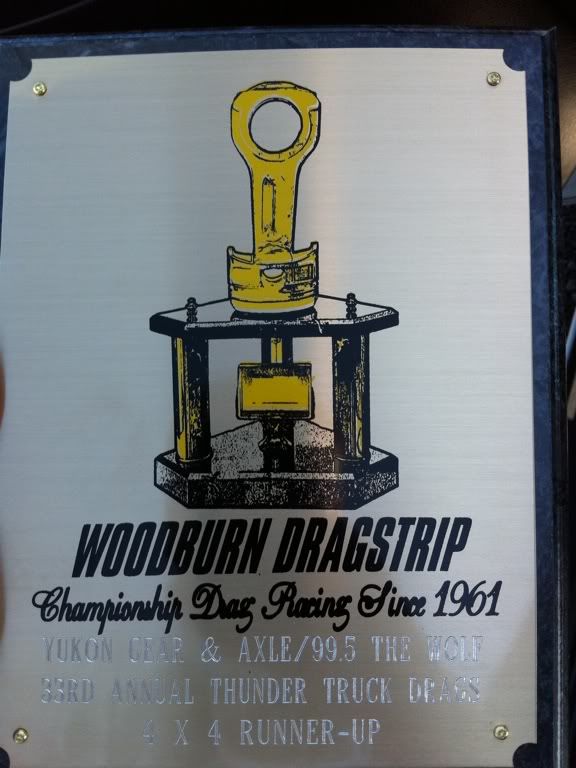 WOODBURN DRAGSTRIP
Championship Drag Racing Since 1961
YUKON GEAR & AXLE/99.5 THE WOLF
33RD ANNUAL THUNDER TRUCK DRAGS
4 X 4 RUNNER-UP